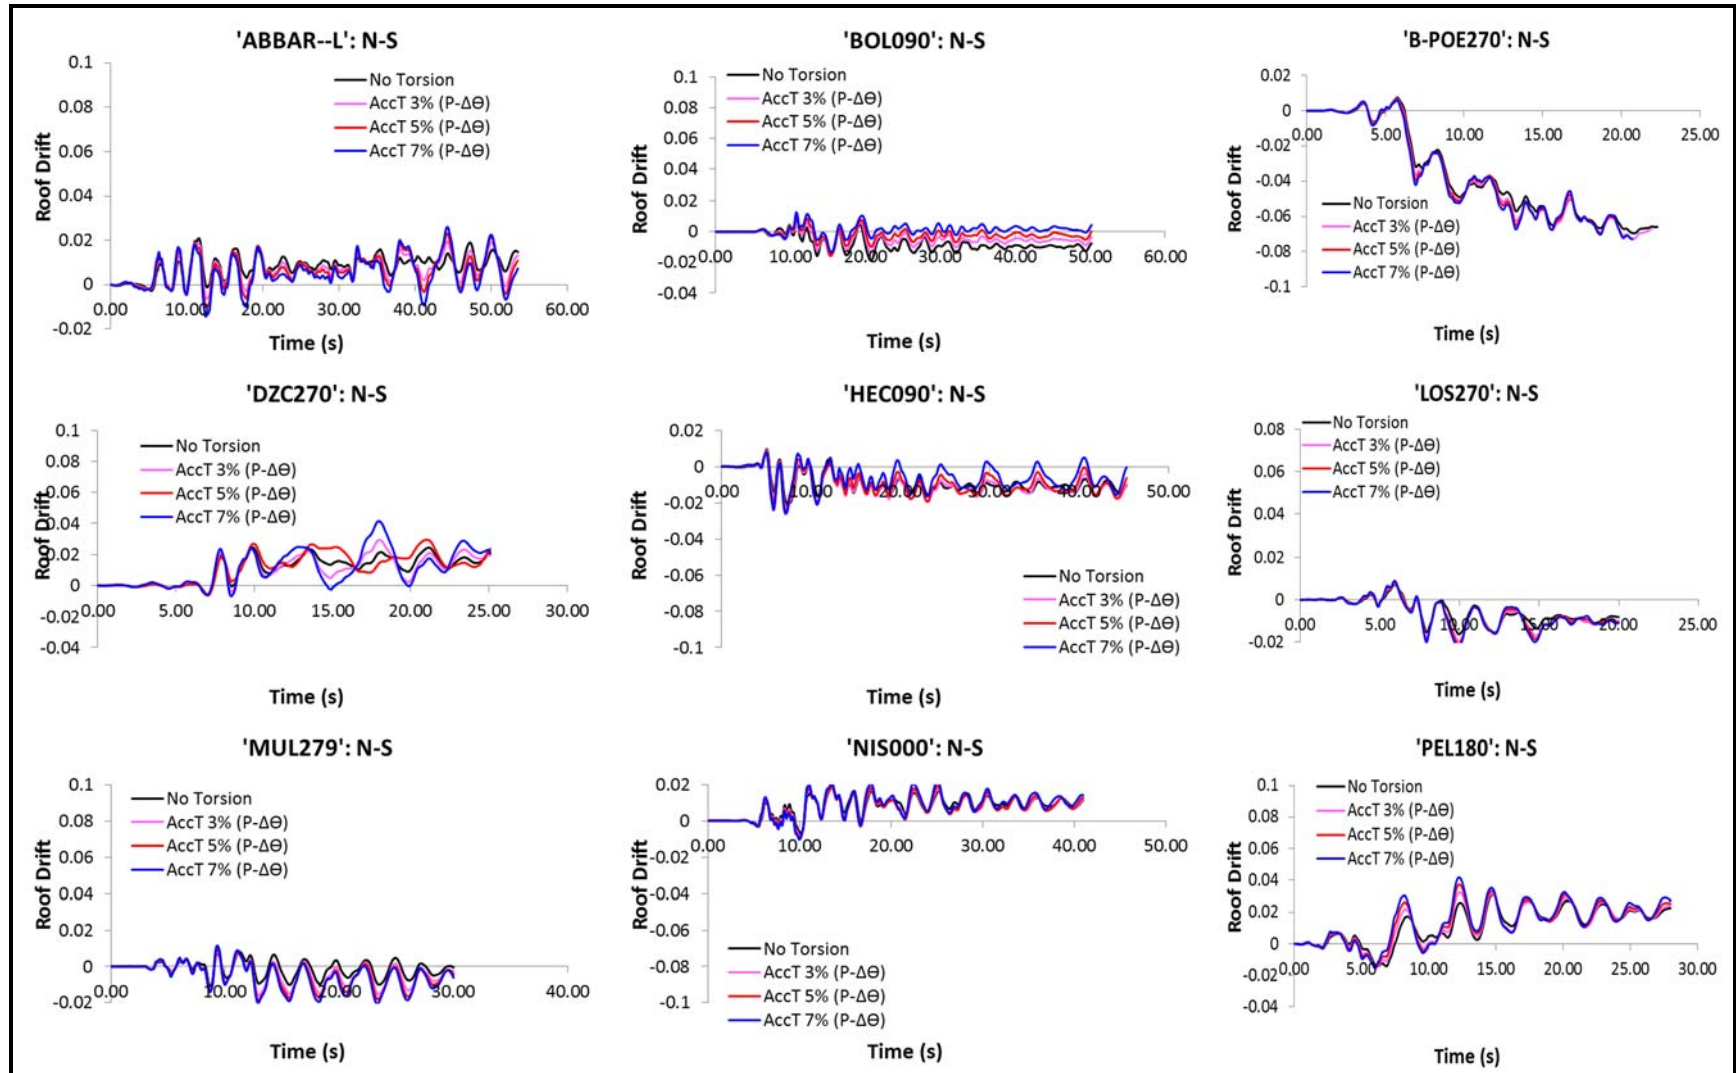 'ABBAR--L': N-S
Roof Drift
0.1
0.08
0.06
0.04
0.02
0
-0.02
No Torsion
AccT 3% (P-ΔΘ)
AccT 5% (P-ΔΘ)
AccT 7% (P-ΔΘ)
0.00 10.00 20.00 30.00 40.00 50.00 60.00
Time (s)
'BOL090': N-S
Roof Drift
0.1
0.08
0.06
0.04
0.02
0
-0.02
-0.04
No Torsion
AccT 3% (P-ΔΘ)
AccT 5% (P-ΔΘ)
AccT 7% (P-ΔΘ)
0.00 10.00 20.00 30.00 40.00 50.00 60.00
Time (s)
'B-POE270': N-S
Roof Drift
0.02
0
-0.02
-0.04
-0.06
-0.08
-0.1
0.00 5.00 10.00 15.00 20.00 25.00
No Torsion
AccT 3% (P-ΔΘ)
AccT 5% (P-ΔΘ)
AccT 7% (P-ΔΘ)
Time (s)
'DZC270': N-S
Roof Drift
0.1
0.08
0.06
0.04
0.02
0
-0.02
-0.04
No Torsion
AccT 3% (P-ΔΘ)
AccT 5% (P-ΔΘ)
AccT 7% (P-ΔΘ)
0.00 5.00 10.00 15.00 20.00 25.00 30.00
Time (s)
'HEC090': N-S
Roof Drift
0.02
0
-0.02
-0.04
-0.06
-0.08
-0.1
0.00 10.00 20.00 30.00 40.00 50.00
No Torsion
AccT 3% (P-ΔΘ)
AccT 5% (P-ΔΘ)
AccT 7% (P-ΔΘ)
Time (s)
'LOS270': N-S
Roof Drift
0.08
0.06
0.04
0.02
0
-0.02
No Torsion
AccT 3% (P-ΔΘ)
AccT 5% (P-ΔΘ)
AccT 7% (P-ΔΘ)
0.00 5.00 10.00 15.00 20.00 25.00
Time (s)
'MUL279': N-S
Roof Drift
0.1
0.08
0.06
0.04
0.02
0
-0.02
No Torsion
AccT 3% (P-ΔΘ)
AccT 5% (P-ΔΘ)
AccT 7% (P-ΔΘ)
0.00 10.00 20.00 30.00 40.00
Time (s)
'NIS000': N-S
Roof Drift
0.02
0
-0.02
-0.04
-0.06
-0.08
-0.1
0.00 10.00 20.00 30.00 40.00 50.00
No Torsion
AccT 3% (P-ΔΘ)
AccT 5% (P-ΔΘ)
AccT 7% (P-ΔΘ)
Time (s)
'PEL180': N-S
Roof Drift
0.1
0.08
0.06
0.04
0.02
0
-0.02
-0.04
No Torsion
AccT 3% (P-ΔΘ)
AccT 5% (P-ΔΘ)
AccT 7% (P-ΔΘ)
0.00 5.00 10.00 15.00 20.00 25.00 30.00
Time (s)